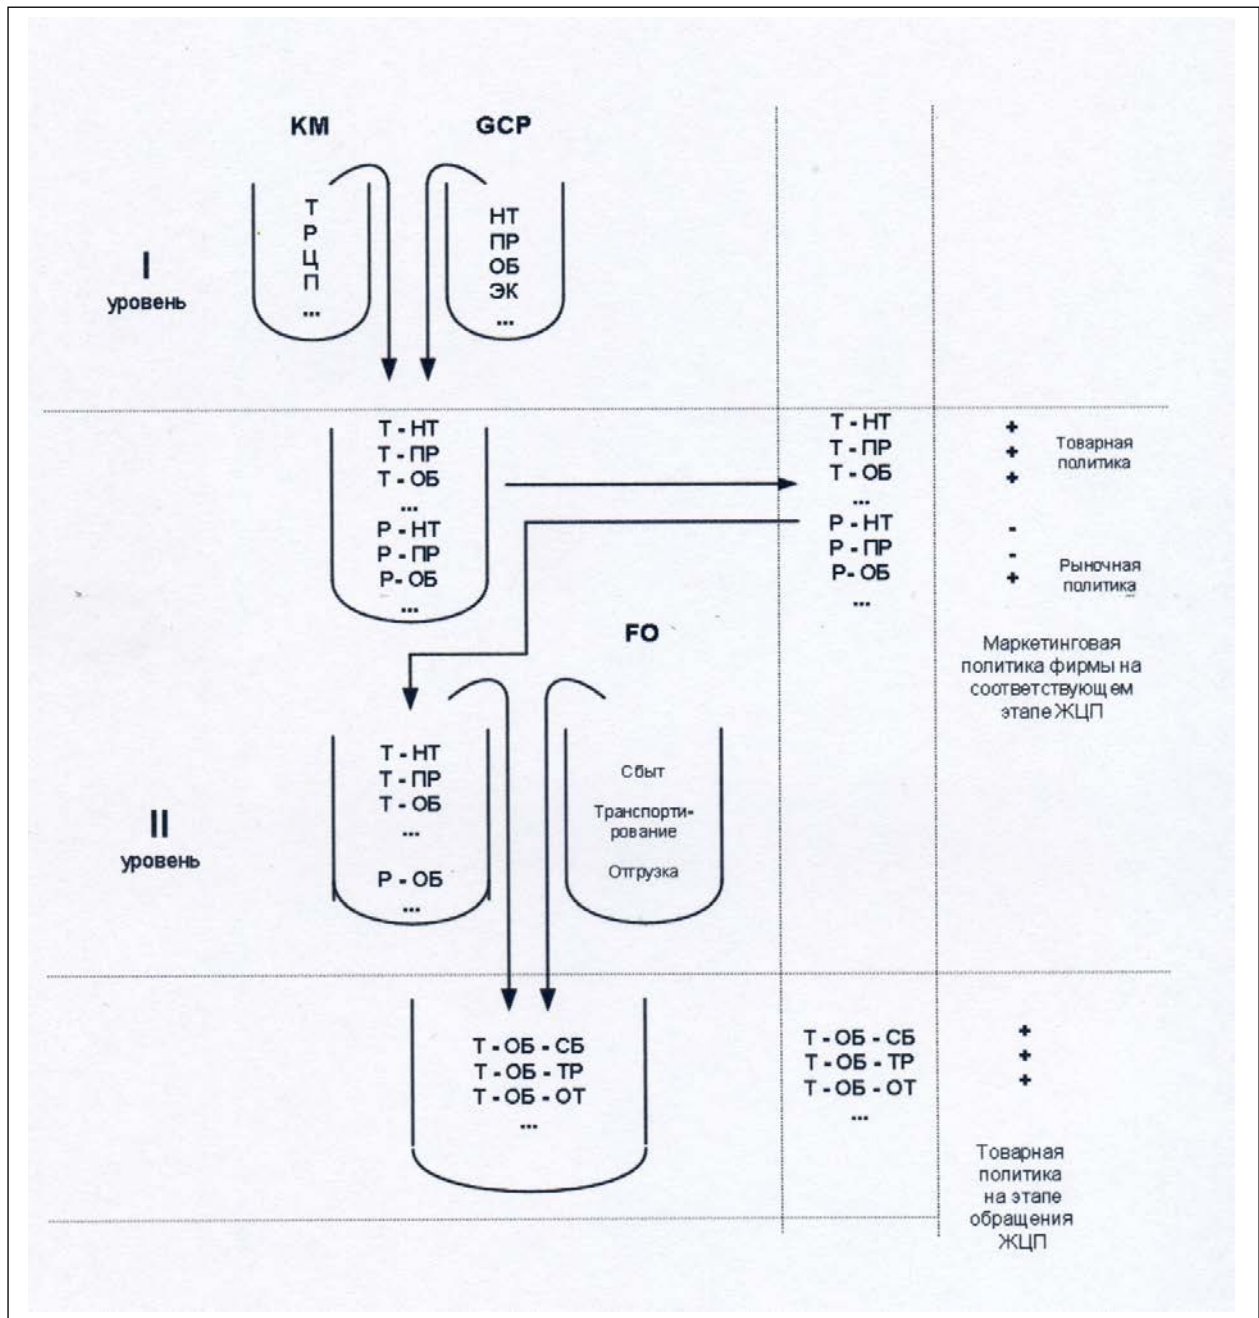 KM
GCP
Т
Р
Ц
П
...
НТ
ПР
ОБ
ЭК
...
I
уровень
Т - НТ
Т - ПР
Т - ОБ
...
Р - НТ
Р - ПР
Р - ОБ
...
Т - НТ
Т - ПР
Т - ОБ
...
Р - НТ
Р - ПР
Р - ОБ
...
+
+
+
Товарная
политика
-
-
+
Рыночная
политика
Маркетинговая
политика фирмы на
соответствующем
этапе ЖЦП
FO
II
уровень
Т - НТ
Т - ПР
Т - ОБ
...
Р - ОБ
...
Сбыт
Транспорти-
рование
Отгрузка
Т - ОБ - СБ
Т - ОБ - ТР
Т - ОБ - ОТ
...
Т - ОБ - СБ
Т - ОБ - ТР
Т - ОБ - ОТ
...
+
+
+
Товарная
политика
на этапе
обращения
ЖЦП